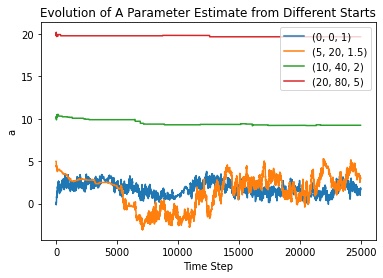 Evolution of A Parameter Estimate from Different Starts
(0, 0, 1)
(5, 20, 1.5)
(10, 40, 2)
(20, 80, 5)
20
15
10
5
0
a
0 5000 10000 15000 20000 25000
Time Step